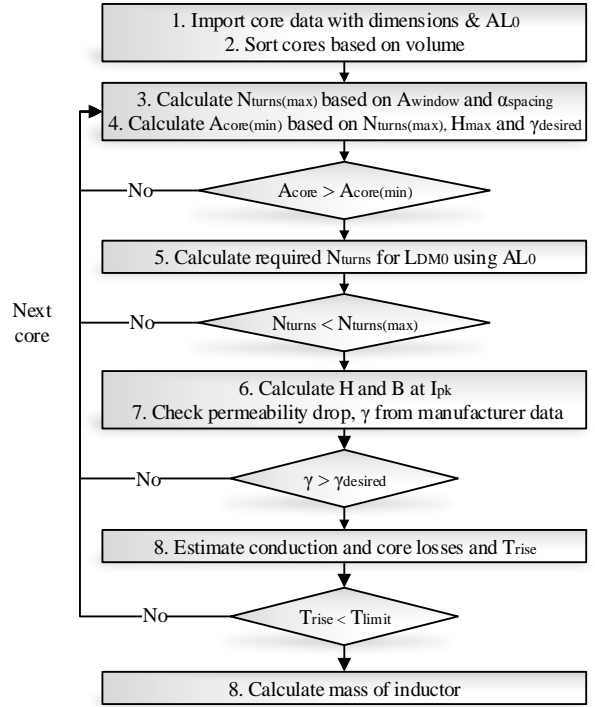 1. Import core data with dimensions & AL0
2. Sort cores based on volume
3. Calculate Nturns(max) based on Awindow and αspacing
4. Calculate Acore(min) based on Nturns(max), Hmax and γdesired
No
Acore > Acore(min)
5. Calculate required Nturns for LDM0 using AL0
Next
core
No
Nturns < Nturns(max)
6. Calculate H and B at Ipk
7. Check permeability drop, γ from manufacturer data
No
γ > γdesired
8. Estimate conduction and core losses and Trise
No
Trise < Tlimit
8. Calculate mass of inductor